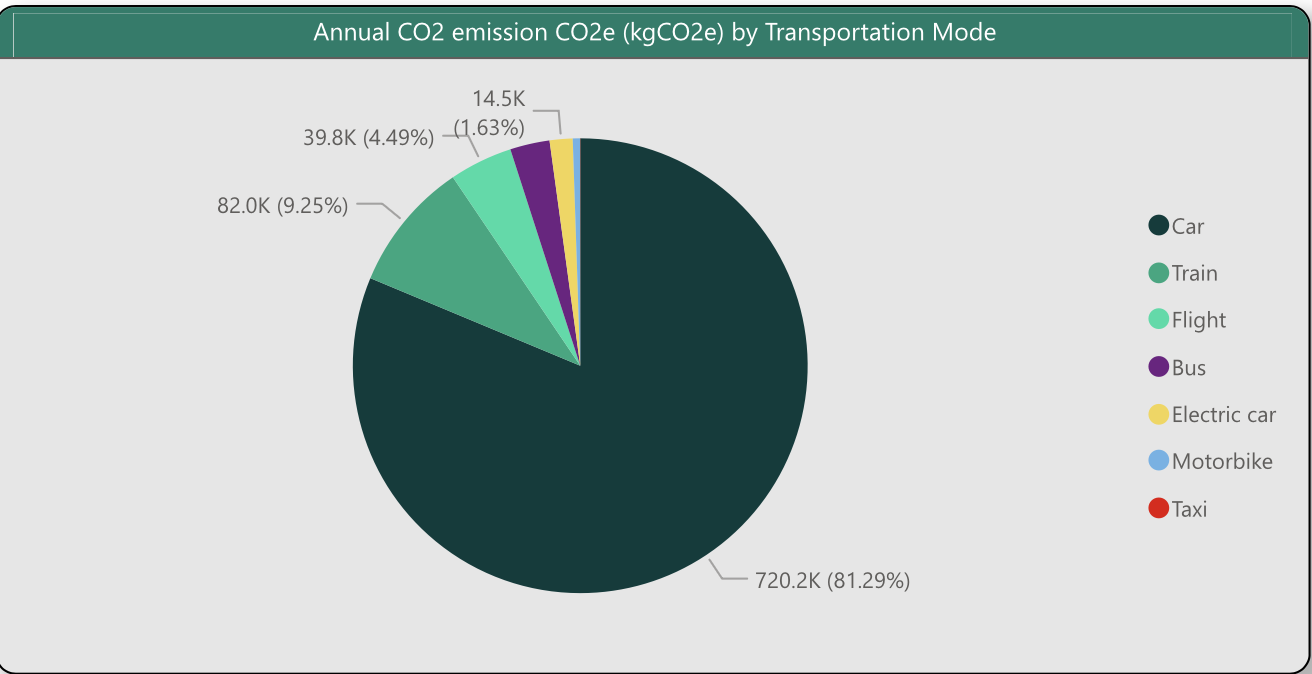 Annual CO2 emission CO2e (kgCO2e) by Transportation Mode
14.5K
(1.63%)
39.8K (4.49%)
82.0K (9.25%)
720.2K (81.29%)
Car
Train
Flight
Bus
Electric car
Motorbike
Taxi